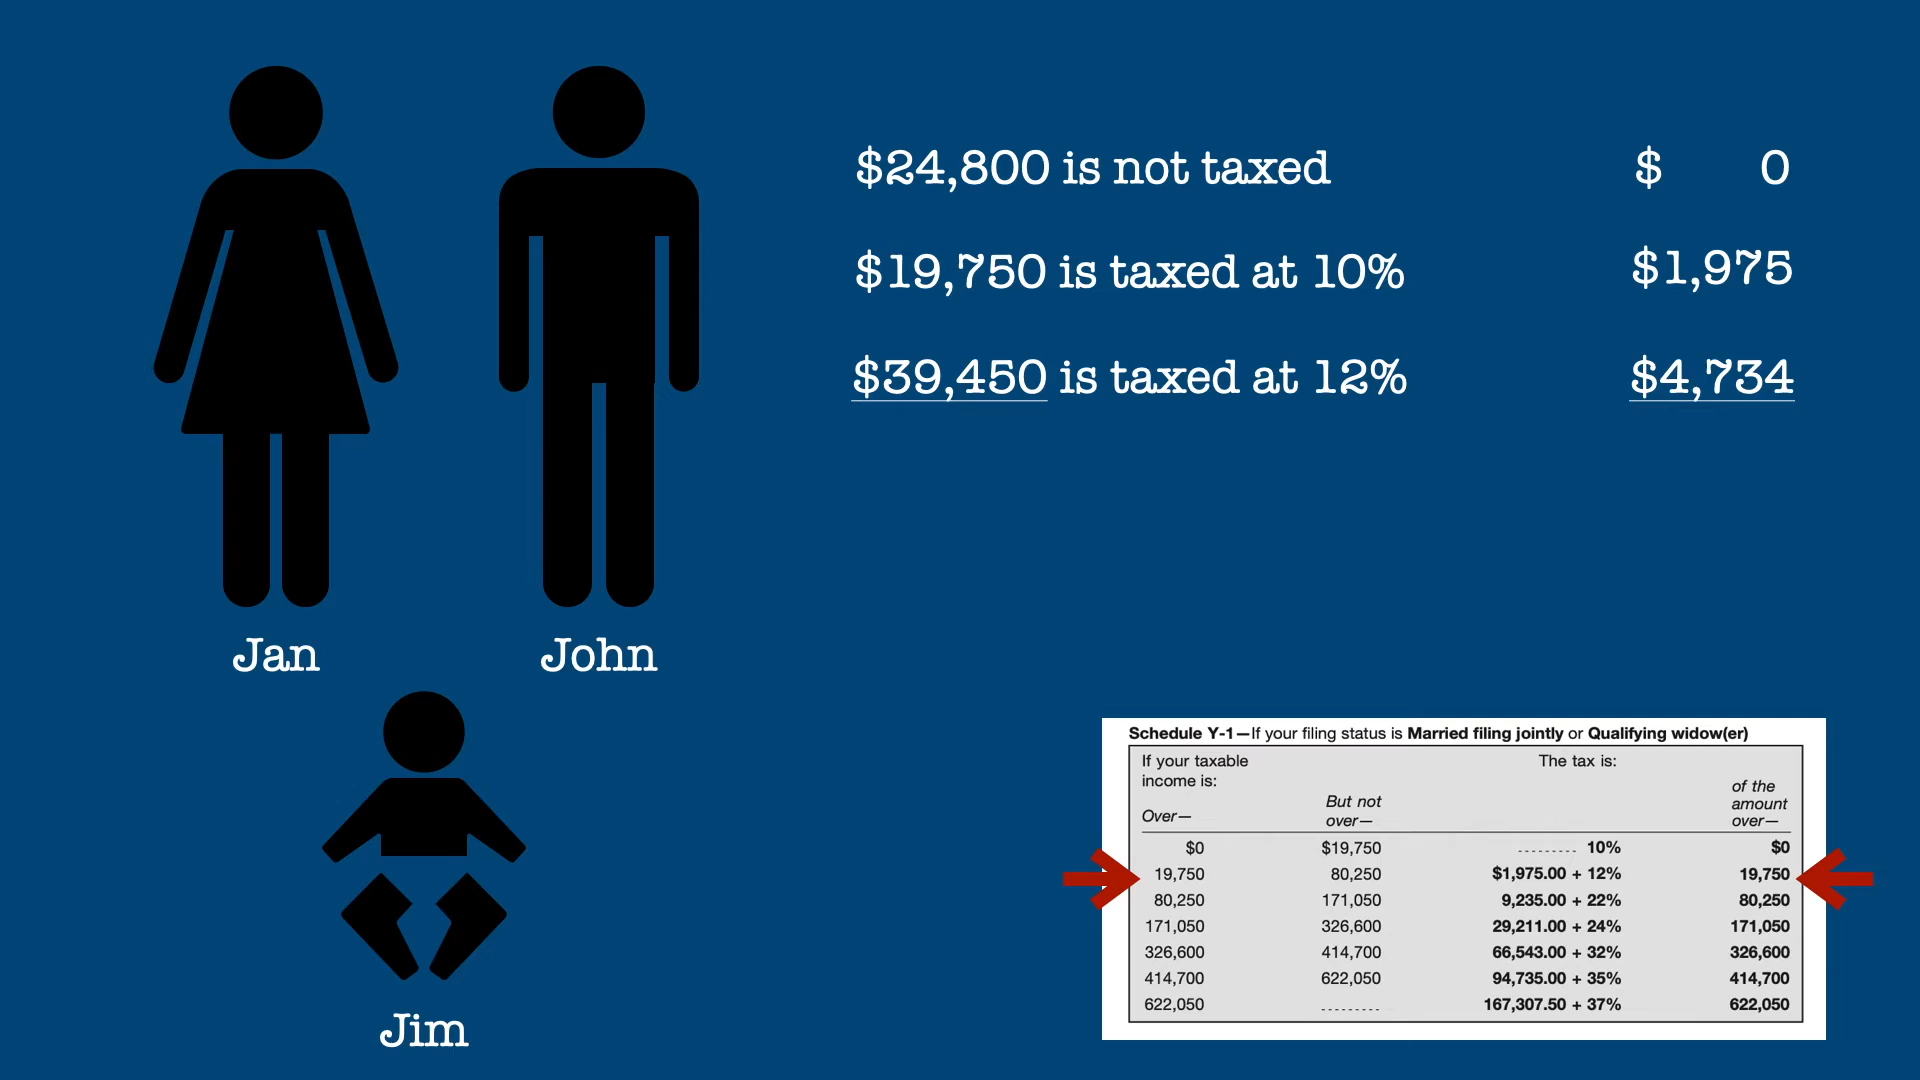 $24,800 is not taxed $ 0
$19,750 is taxed at 10% $1,975
$39,450 is taxed at 12% $4,734
Jan John
Jim
Schedule Y-1—If your filing status is Married filing jointly or Qualifying widow(er)
If your taxable The tax is:
income is:
of the
But not amount
Over— over— over—
$0 $19,750 ......... 10% $0
19,750 80,250 $1,975.00 + 12% 19,750
80,250 171,050 9,235.00 + 22% 80,250
171,050 326,600 29,211.00 + 24% 171,050
326,600 414,700 66,543.00 + 32% 326,600
414,700 622,050 94,735.00 + 35% 414,700
622,050 ......... 167,307.50 + 37% 622,050